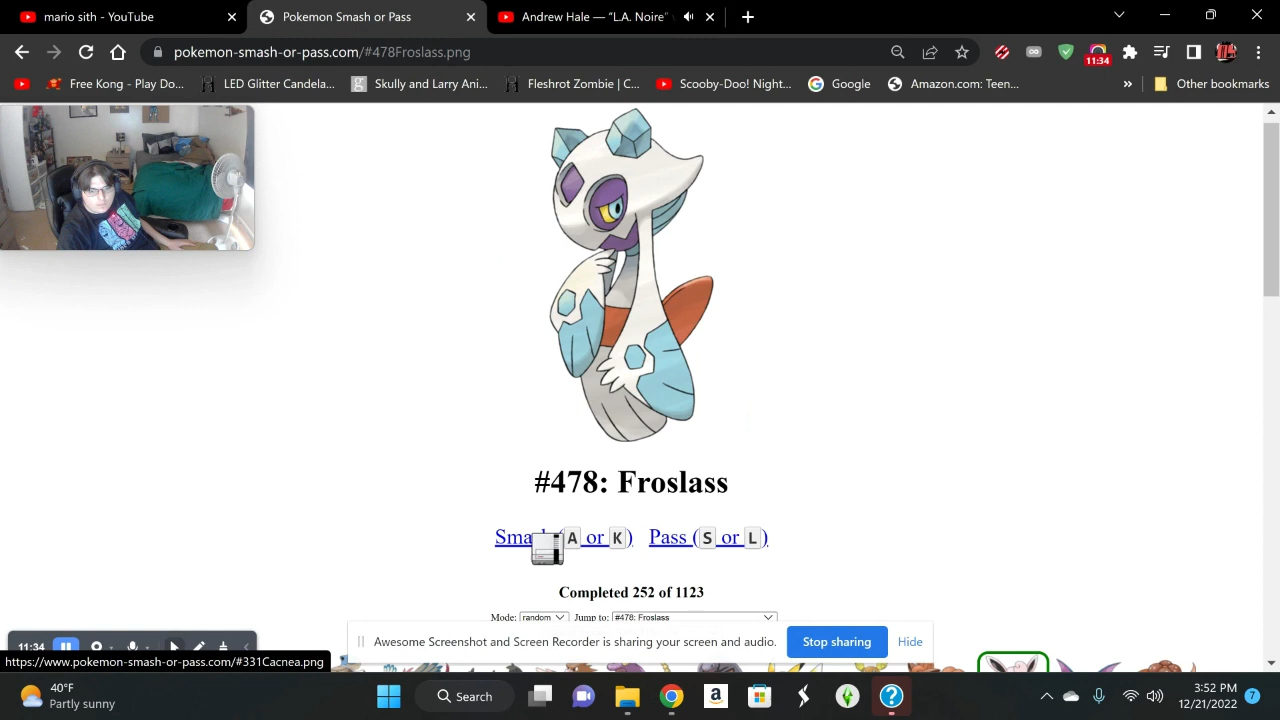 mario sith - YouTube
Pokemon Smash or Pass
Andrew Hale — "L.A. Noire"
pokemon-smash-or-pass.com/#478Froslass.png
11:34
Free Kong - Play Do...
LED Glitter Candela...
Skully and Larry Ani...
Fleshrot Zombie | C...
Scooby-Doo! Night...
Google
Amazon.com: Teen...
»
Other bookmarks
#478: Froslass
(A or K) Pass (S or L)
Completed 252 of 1123
Mode: random Jump to: #478: Froslass
Awesome Screenshot and Screen Recorder is sharing your screen and audio. Stop sharing Hide
11:34
https://www.pokemon-smash-or-pass.com/#331Cacnea.png
40°F
Partly sunny
Search
3:52 PM
12/21/2022
7